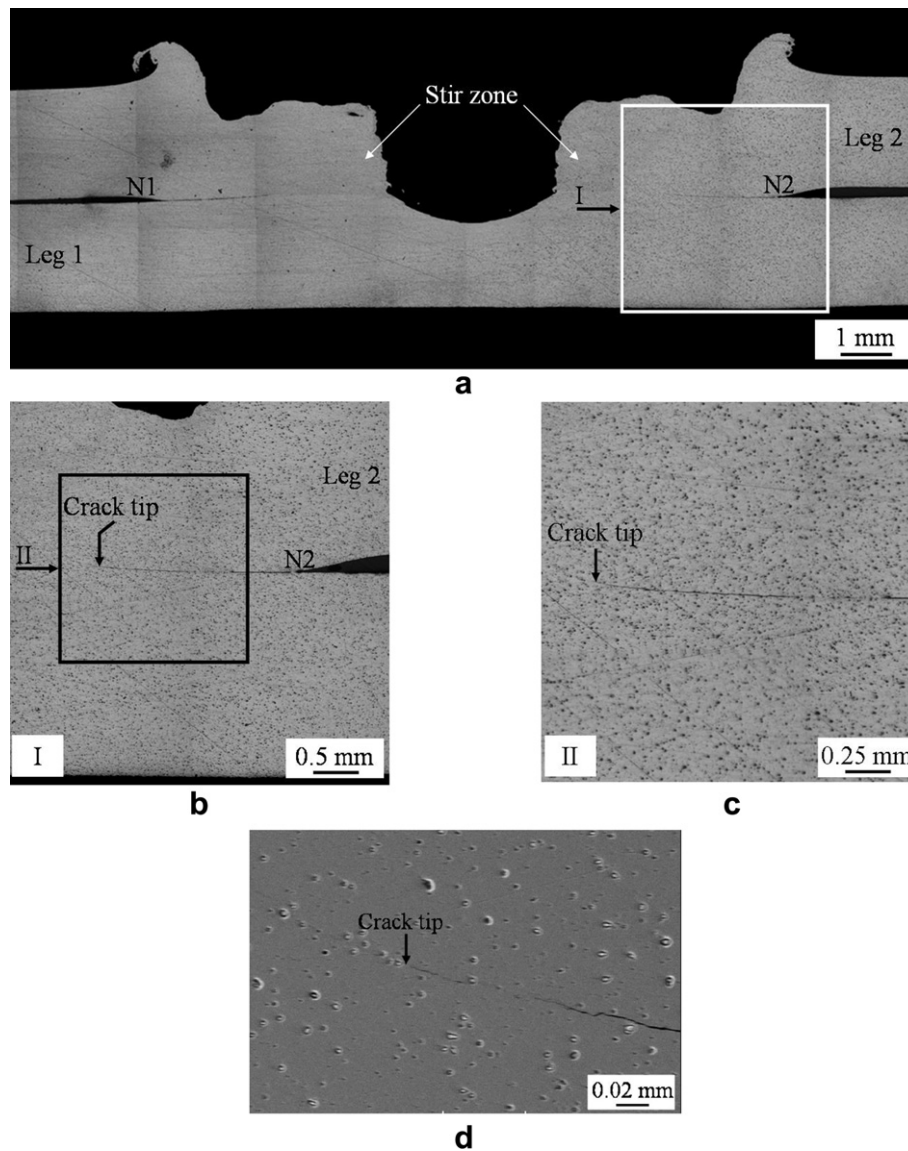 Stir zone
Leg 2
N1
I
N2
Leg 1
1 mm
a
Leg 2
Crack tip
II
N2
I
0.5 mm
b
Crack tip
II
0.25 mm
c
Crack tip
0.02 mm
d